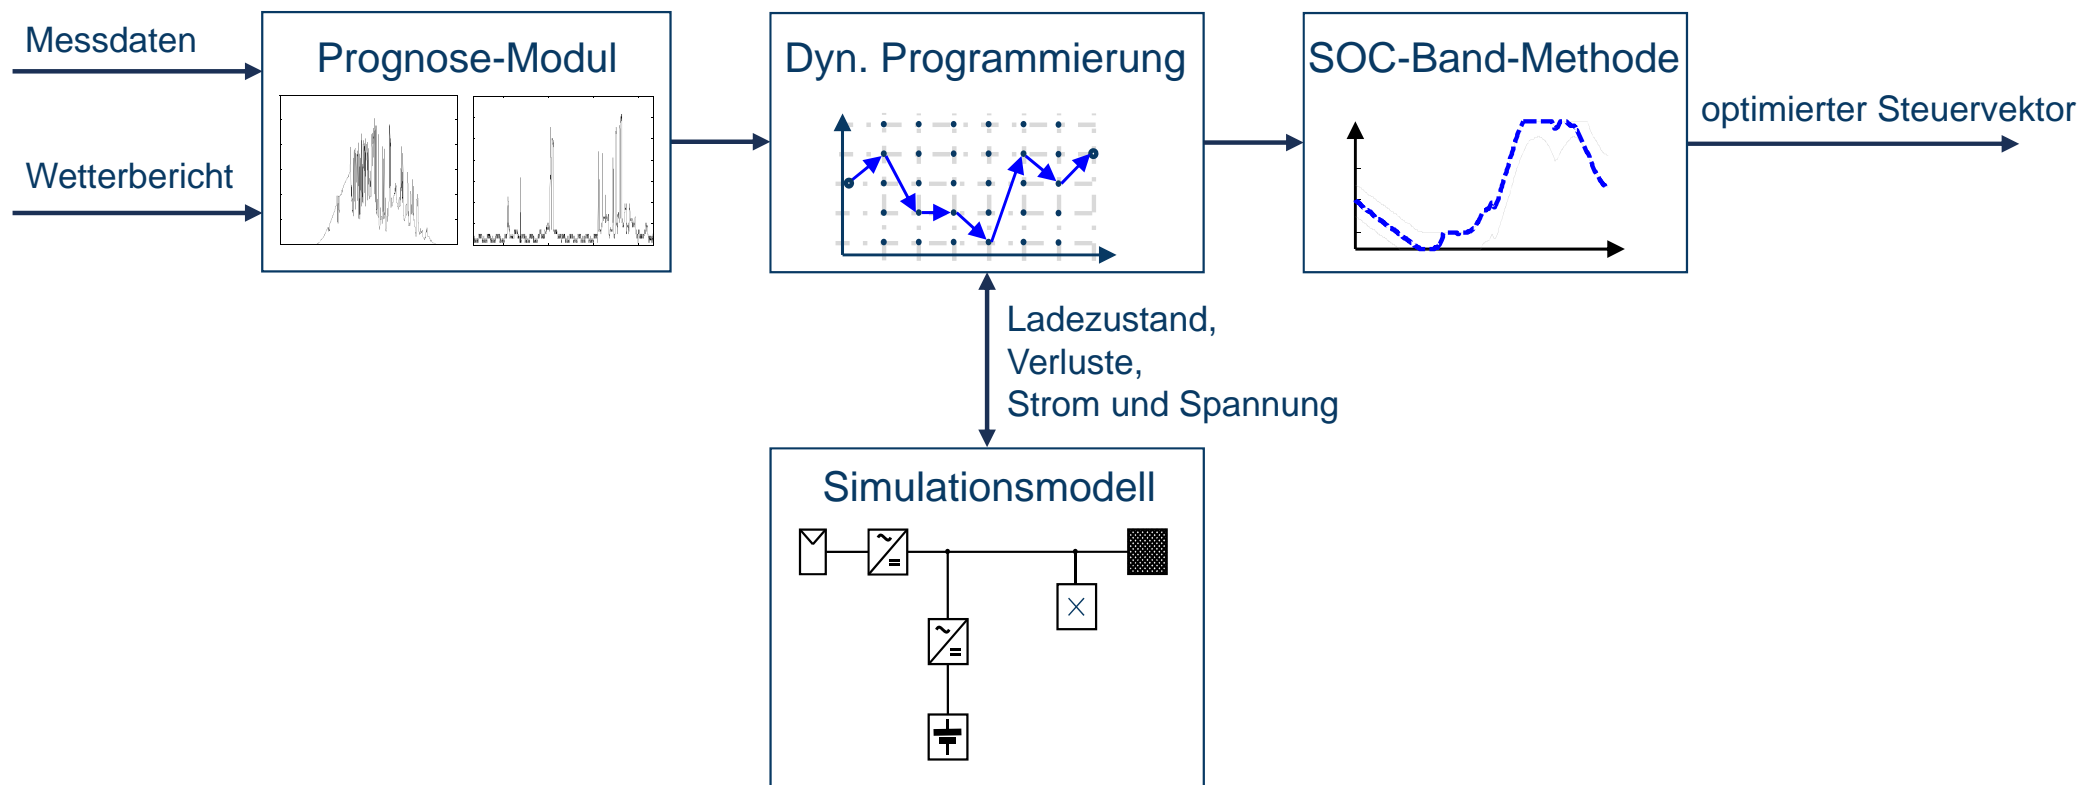 Messdaten
Wetterbericht
Prognose-Modul
Dyn. Programmierung
SOC-Band-Methode
optimierter Steuervektor
Ladezustand,
Verluste,
Strom und Spannung
Simulationsmodell